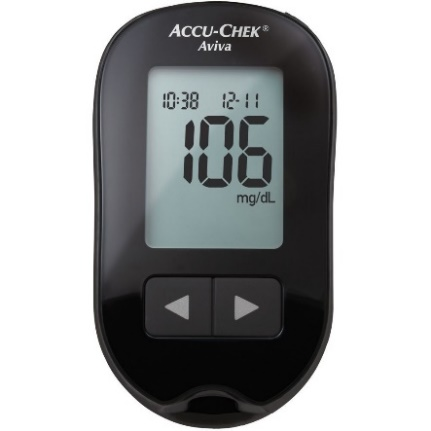 ACCU-CHEK®
Aviva
10:38 12-11
106
mg/dL